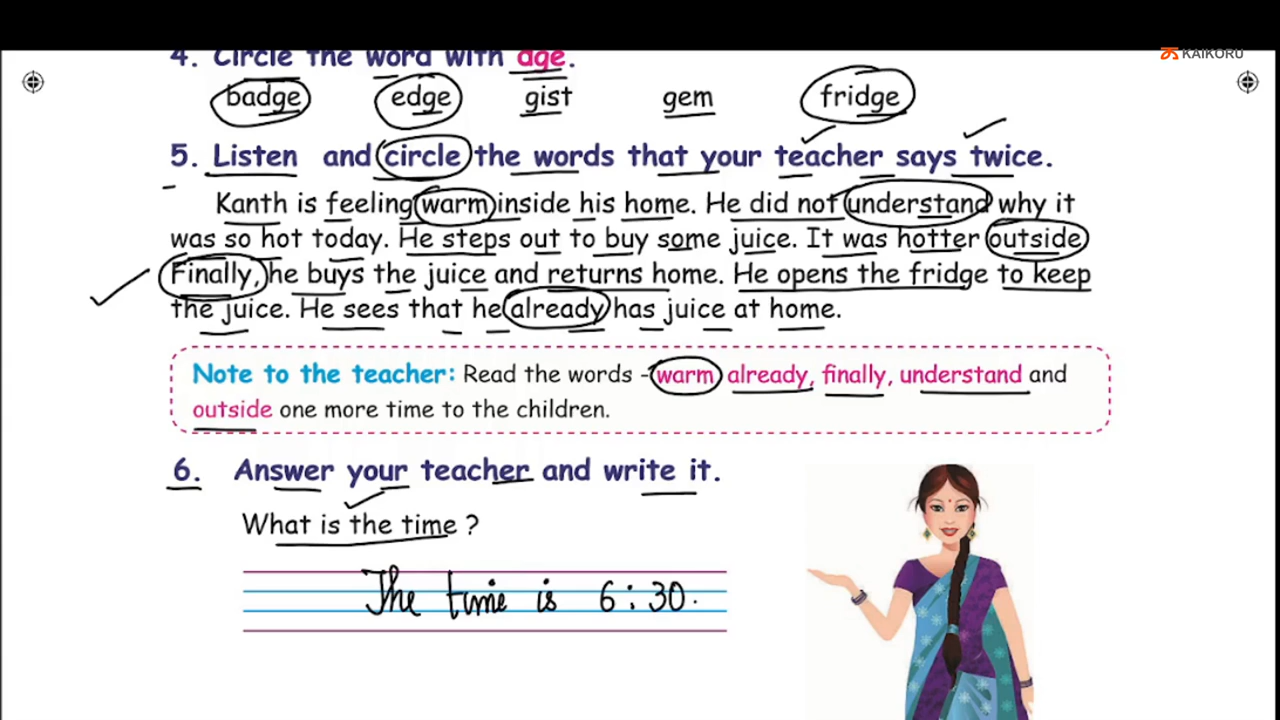 4. Circle the word with age.
KAIKORU
badge edge gist gem fridge
5. Listen and circle the words that your teacher says twice.
Kanth is feeling warm inside his home. He did not understand why it
was so hot today. He steps out to buy some juice. It was hotter outside
Finally, he buys the juice and returns home. He opens the fridge to keep
the juice. He sees that he already has juice at home.
Note to the teacher: Read the words - warm already, finally, understand and
outside one more time to the children.
6. Answer your teacher and write it.
What is the time ?
The time is 6:30.